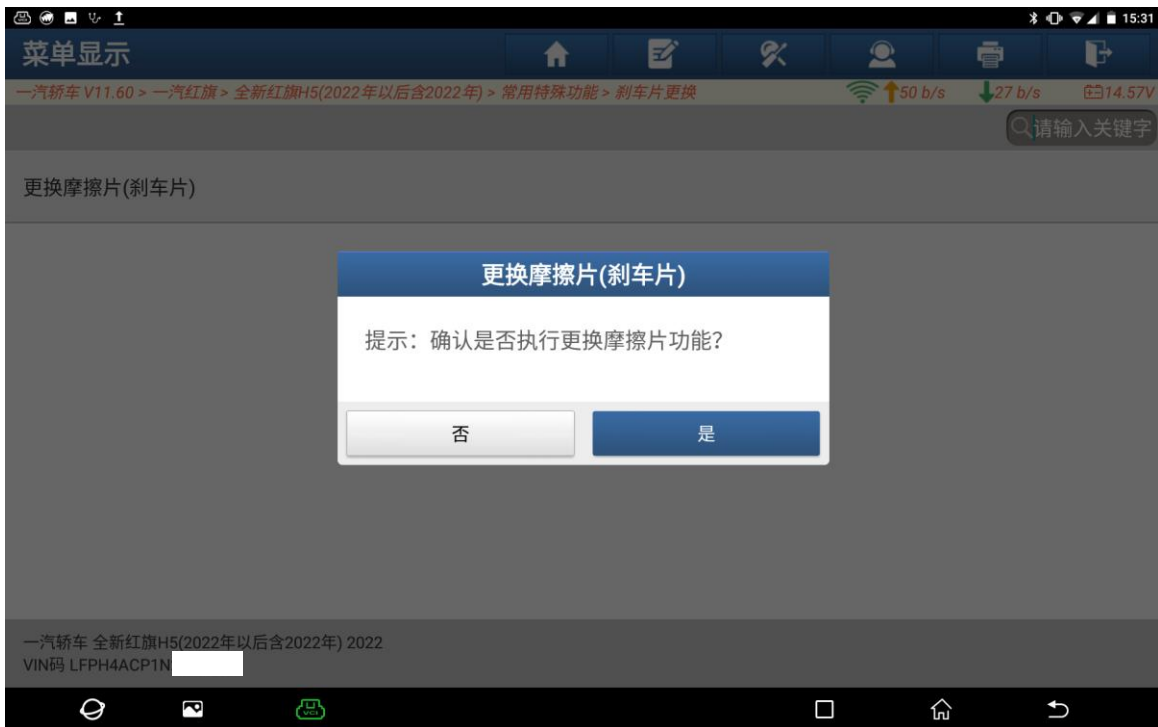 15:31
菜单显示
一汽轿车 V11.60 > 一汽红旗 > 全新红旗H5(2022年以后含2022年) > 常用特殊功能 > 刹车片更换
50 b/s
27 b/s
14.57V
请输入关键字
更换摩擦片(刹车片)
更换摩擦片(刹车片)
提示：确认是否执行更换摩擦片功能？
否
是
一汽轿车 全新红旗H5(2022年以后含2022年) 2022
VIN码 LFPH4ACP1N
VCI